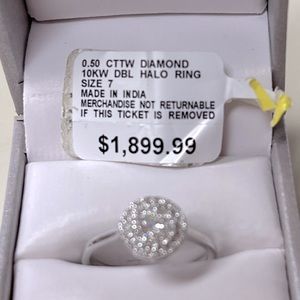 0.50 CTTW DIAMOND
10KW DBL HALO RING
SIZE 7
MADE IN INDIA
MERCHANDISE NOT RETURNABLE
IF THIS TICKET IS REMOVED
$1,899.99